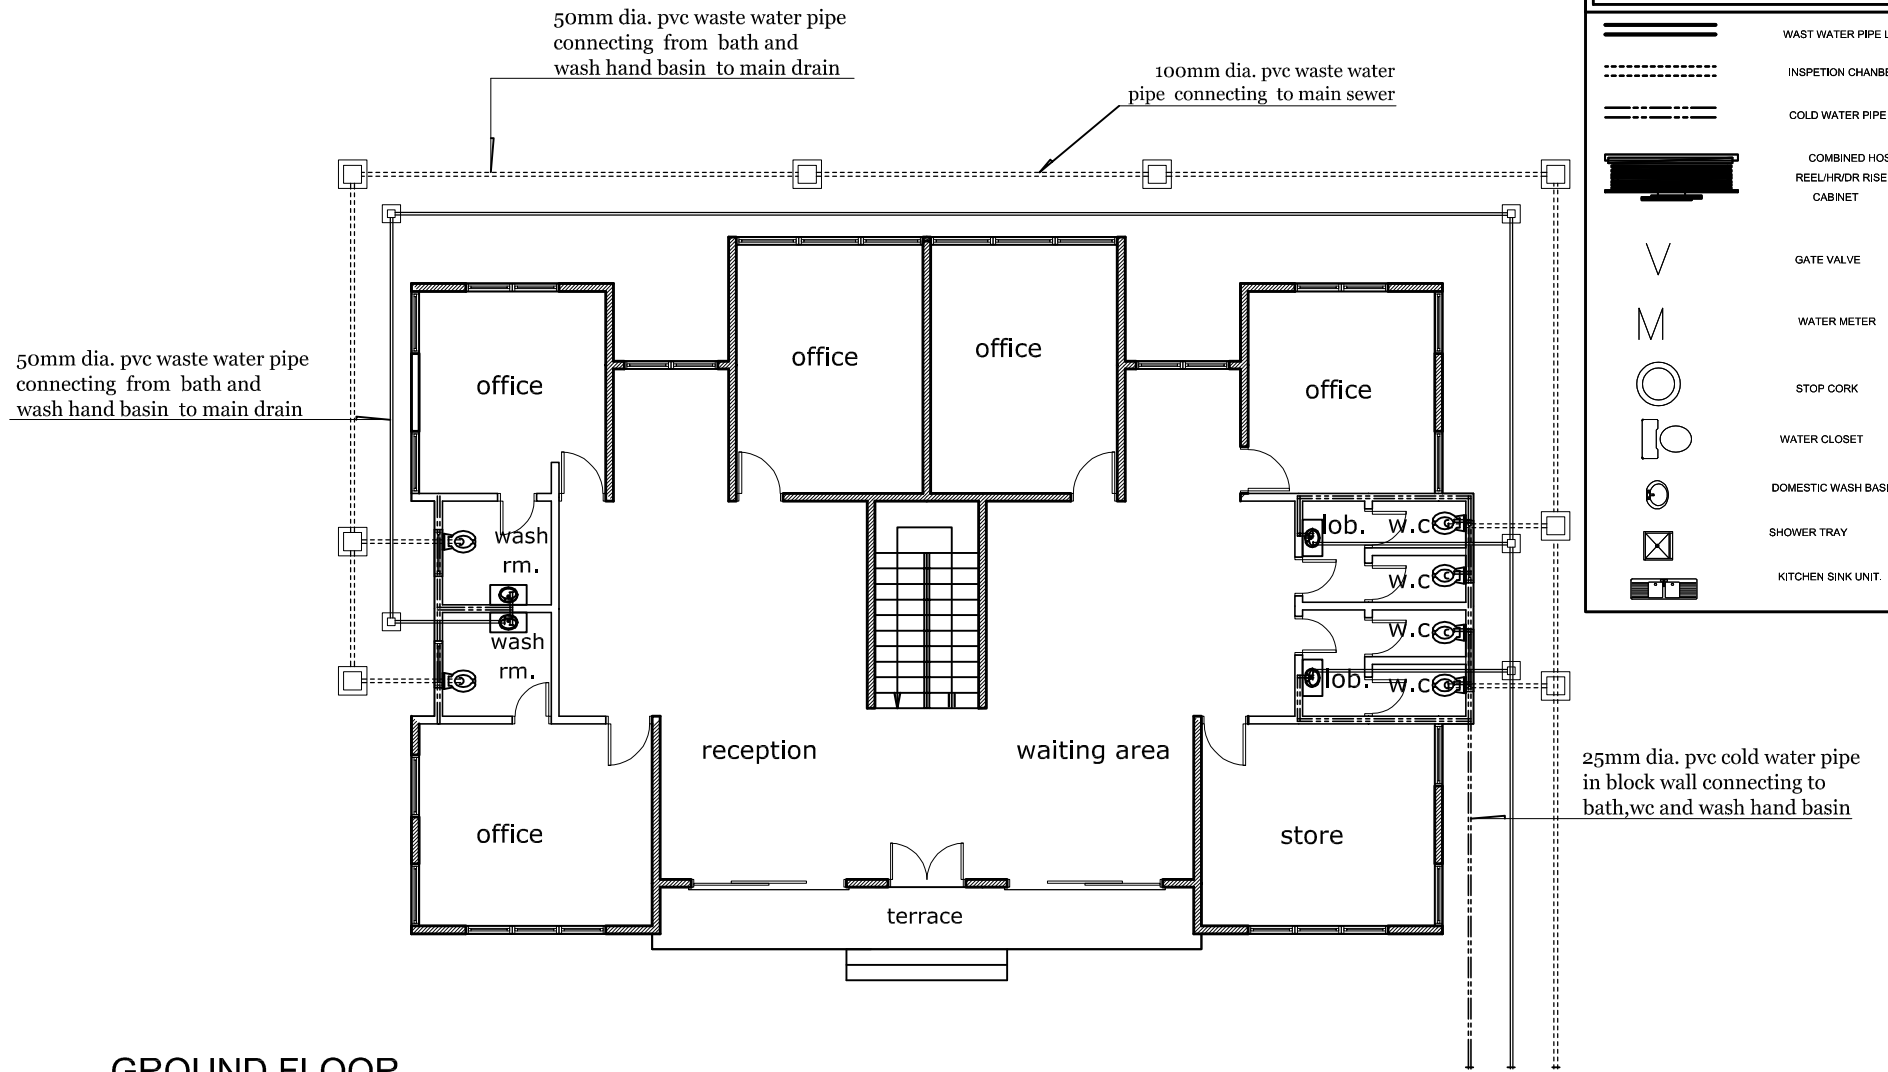 50mm dia. pvc waste water pipe
connecting from bath and
wash hand basin to main drain
100mm dia. pvc waste water
pipe connecting to main sewer
50mm dia. pvc waste water pipe
connecting from bath and
wash hand basin to main drain
office
office
office
office
wash
rm.
wash
rm.
lob.
w.c
w.c
w.c
lob.
w.c
reception
waiting area
office
store
terrace
25mm dia. pvc cold water pipe
in block wall connecting to
bath,wc and wash hand basin
GROUND FLOOR
WAST WATER PIPE L
INSPETION CHANBE
COLD WATER PIPE
COMBINED HOS
REEL/HR/DR RISE
CABINET
GATE VALVE
M
WATER METER
STOP CORK
WATER CLOSET
DOMESTIC WASH BASI
SHOWER TRAY
KITCHEN SINK UNIT.